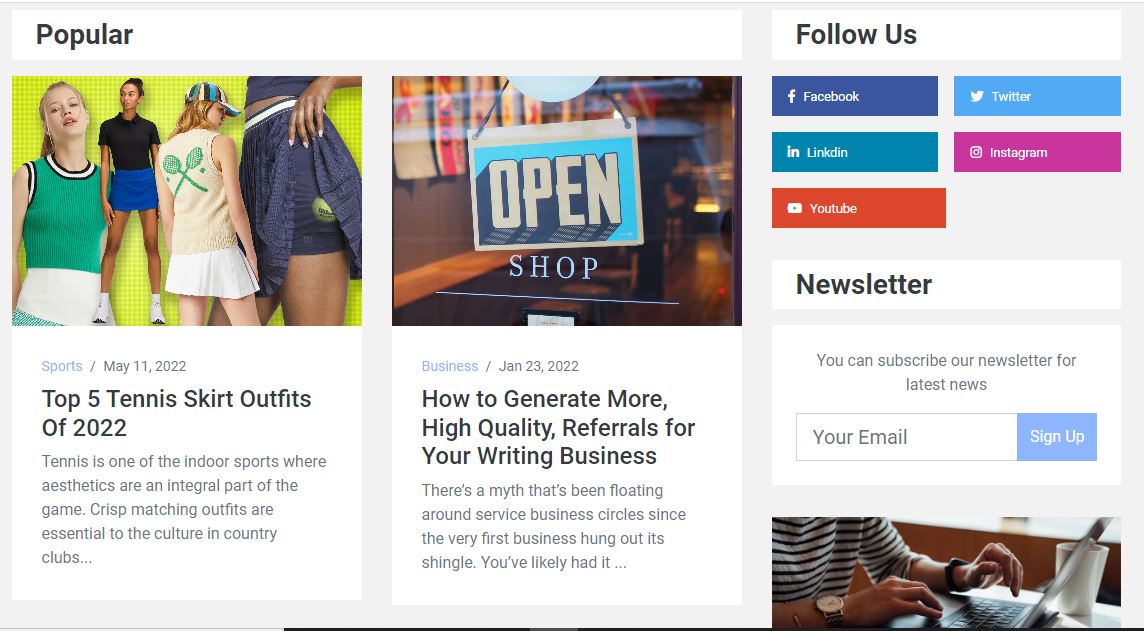 Popular
OPEN
SHOP
Sports / May 11, 2022
Top 5 Tennis Skirt Outfits
Of 2022
Tennis is one of the indoor sports where
aesthetics are an integral part of the
game. Crisp matching outfits are
essential to the culture in country
clubs...
Business / Jan 23, 2022
How to Generate More,
High Quality, Referrals for
Your Writing Business
There’s a myth that’s been floating
around service business circles since
the very first business hung out its
shingle. You’ve likely had it ...
Follow Us
Facebook
Twitter
Linkdin
Instagram
Youtube
Newsletter
You can subscribe our newsletter for
latest news
Your Email
Sign Up